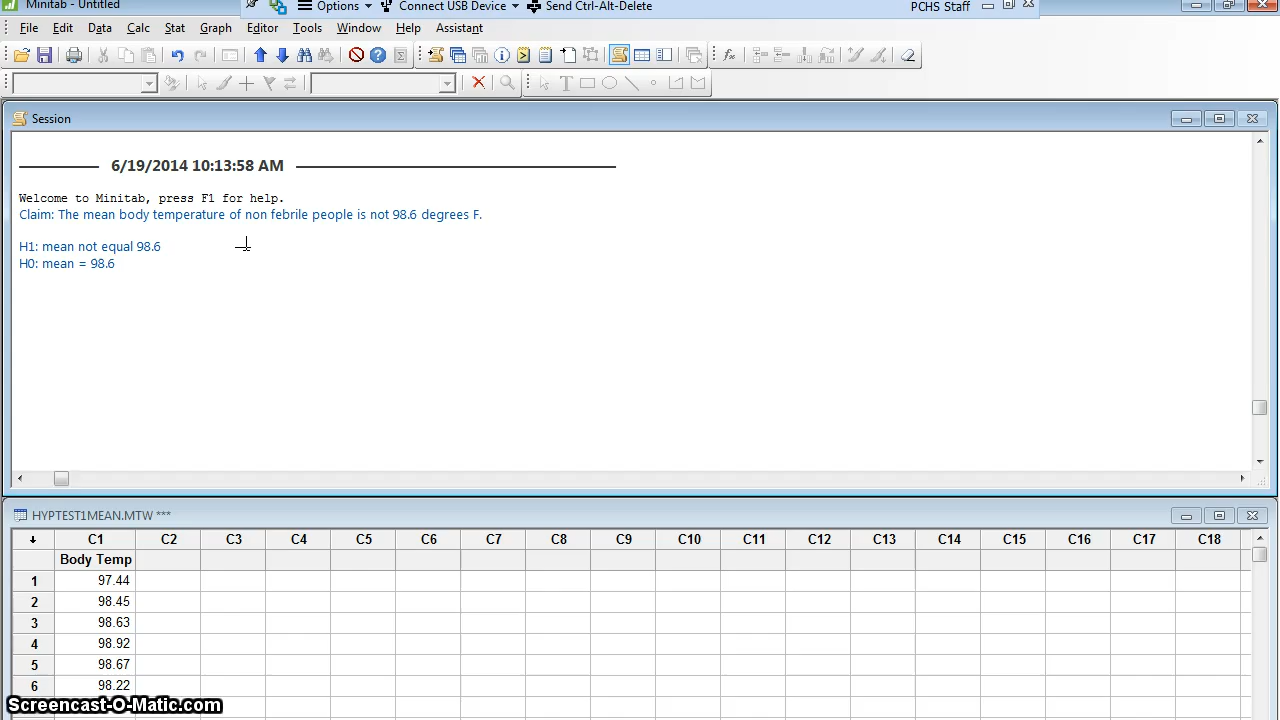 Minitab - Untitled
Options
Connect USB Device
Send Ctrl-Alt-Delete
PCHS Staff
File Edit Data Calc Stat Graph Editor Tools Window Help Assistant
Session
6/19/2014 10:13:58 AM
Welcome to Minitab, press F1 for help.
Claim: The mean body temperature of non febrile people is not 98.6 degrees F.
H1: mean not equal 98.6
H0: mean = 98.6
HYPTEST1MEAN.MTW ***
C1 C2 C3 C4 C5 C6 C7 C8 C9 C10 C11 C12 C13 C14 C15 C16 C17 C18
Body Temp
1 97.44
2 98.45
3 98.63
4 98.92
5 98.67
6 98.22
Screencast-O-Matic.com